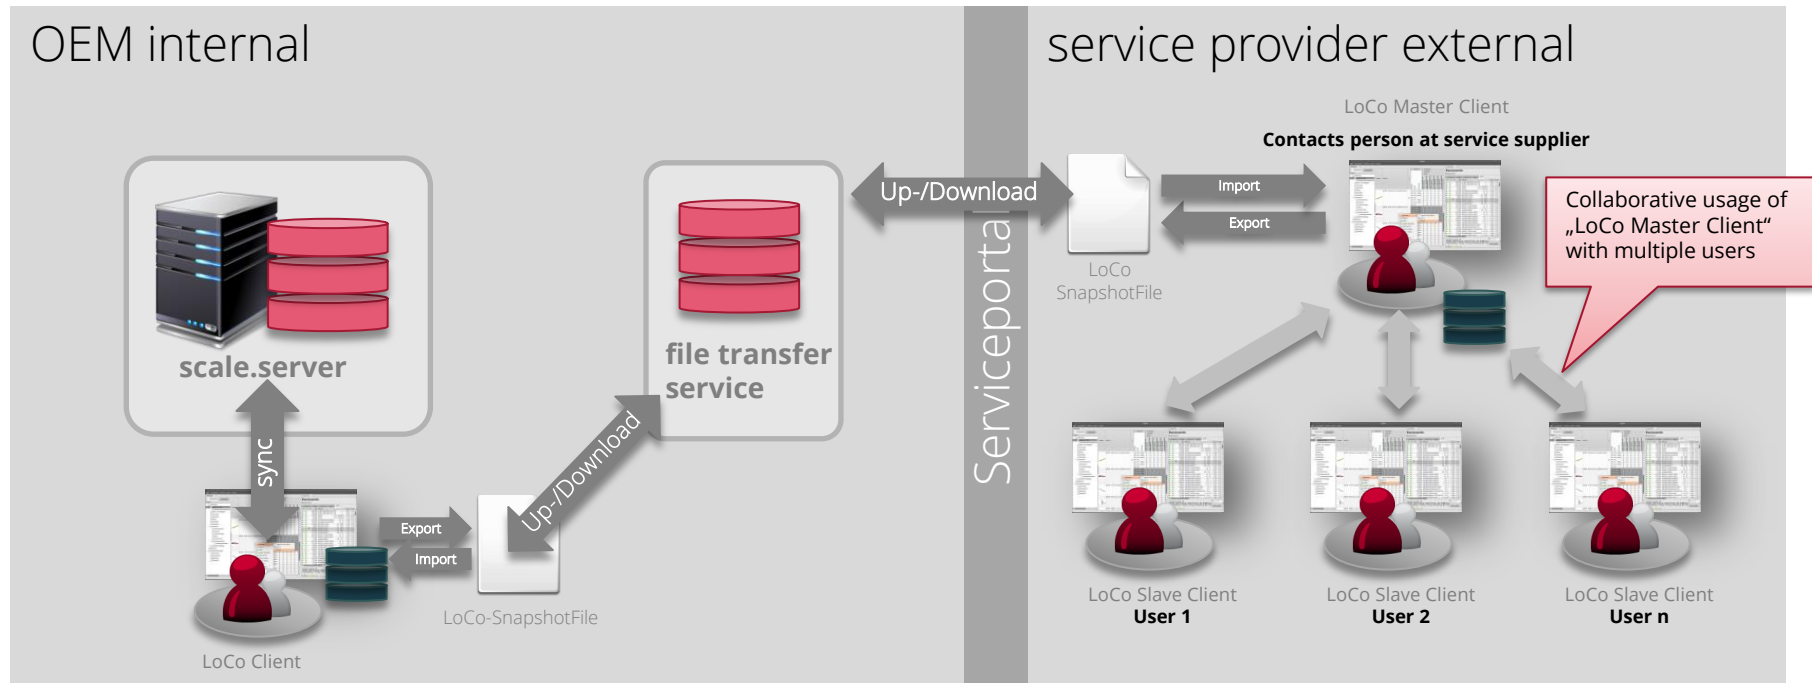 OEM internal
service provider external
LoCo Master Client
Contacts person at service supplier
scale.server
file transfer
service
Up-/Download
Serviceportal
LoCo
SnapshotFile
Import
Export
Collaborative usage of
„LoCo Master Client“
with multiple users
sync
Export
Import
Up-/Download
LoCo-SnapshotFile
LoCo Client
LoCo Slave Client
User 1
LoCo Slave Client
User 2
LoCo Slave Client
User n